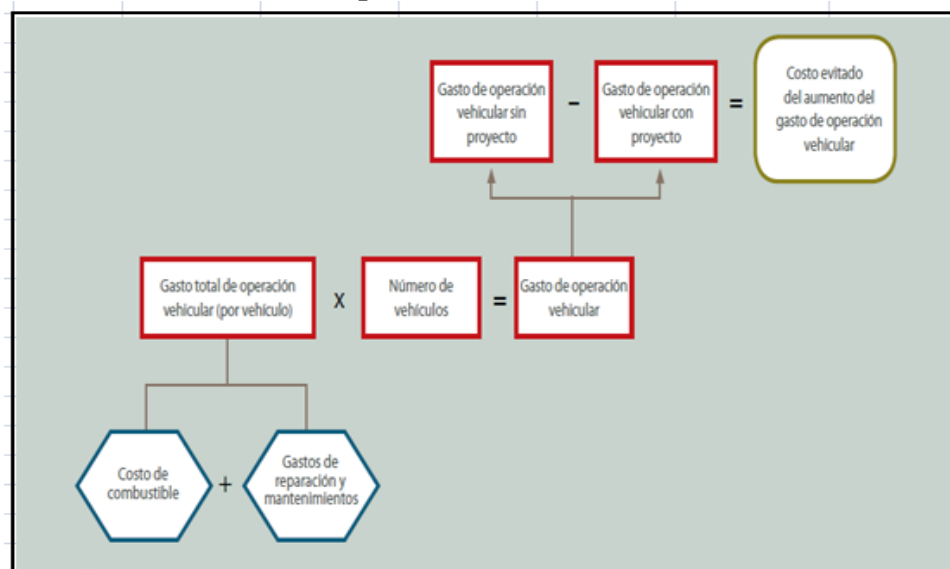 Gasto de operación
vehicular sin
proyecto
-
Gasto de operación
vehicular con
proyecto
=
Costo evitado
del aumento del
gasto de operación
vehicular
Gasto total de operación
vehicular (por vehículo)
X
Número de
vehículos
=
Gasto de operación
vehicular
Costo de
combustible
+
Gastos de
reparación y
mantenimientos